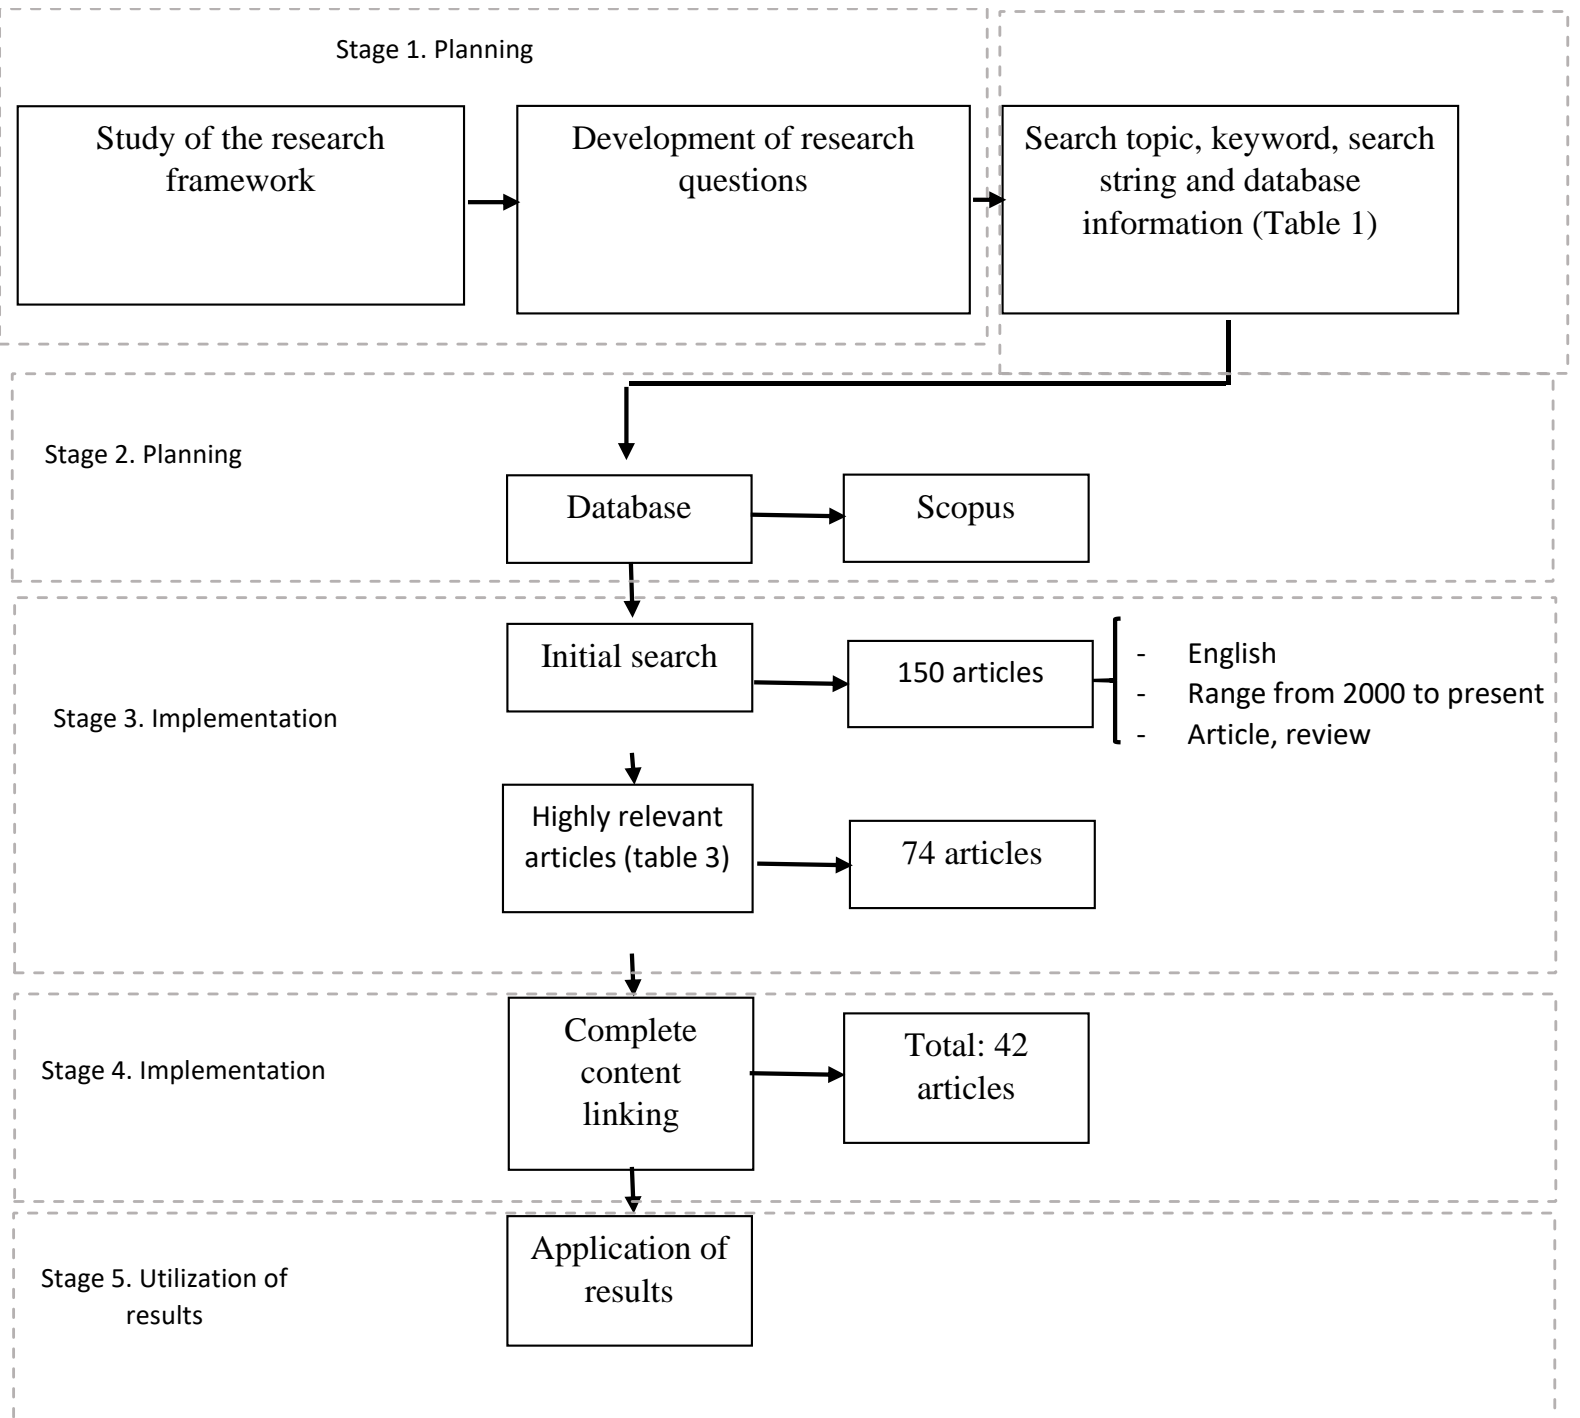 Stage 1. Planning
Study of the research
framework
Development of research
questions
Search topic, keyword, search
string and database
information (Table 1)
Stage 2. Planning
Database
Scopus
Stage 3. Implementation
Initial search
150 articles
- English
- Range from 2000 to present
- Article, review
Highly relevant
articles (table 3)
74 articles
Stage 4. Implementation
Complete
content
linking
Total: 42
articles
Stage 5. Utilization of
results
Application of
results